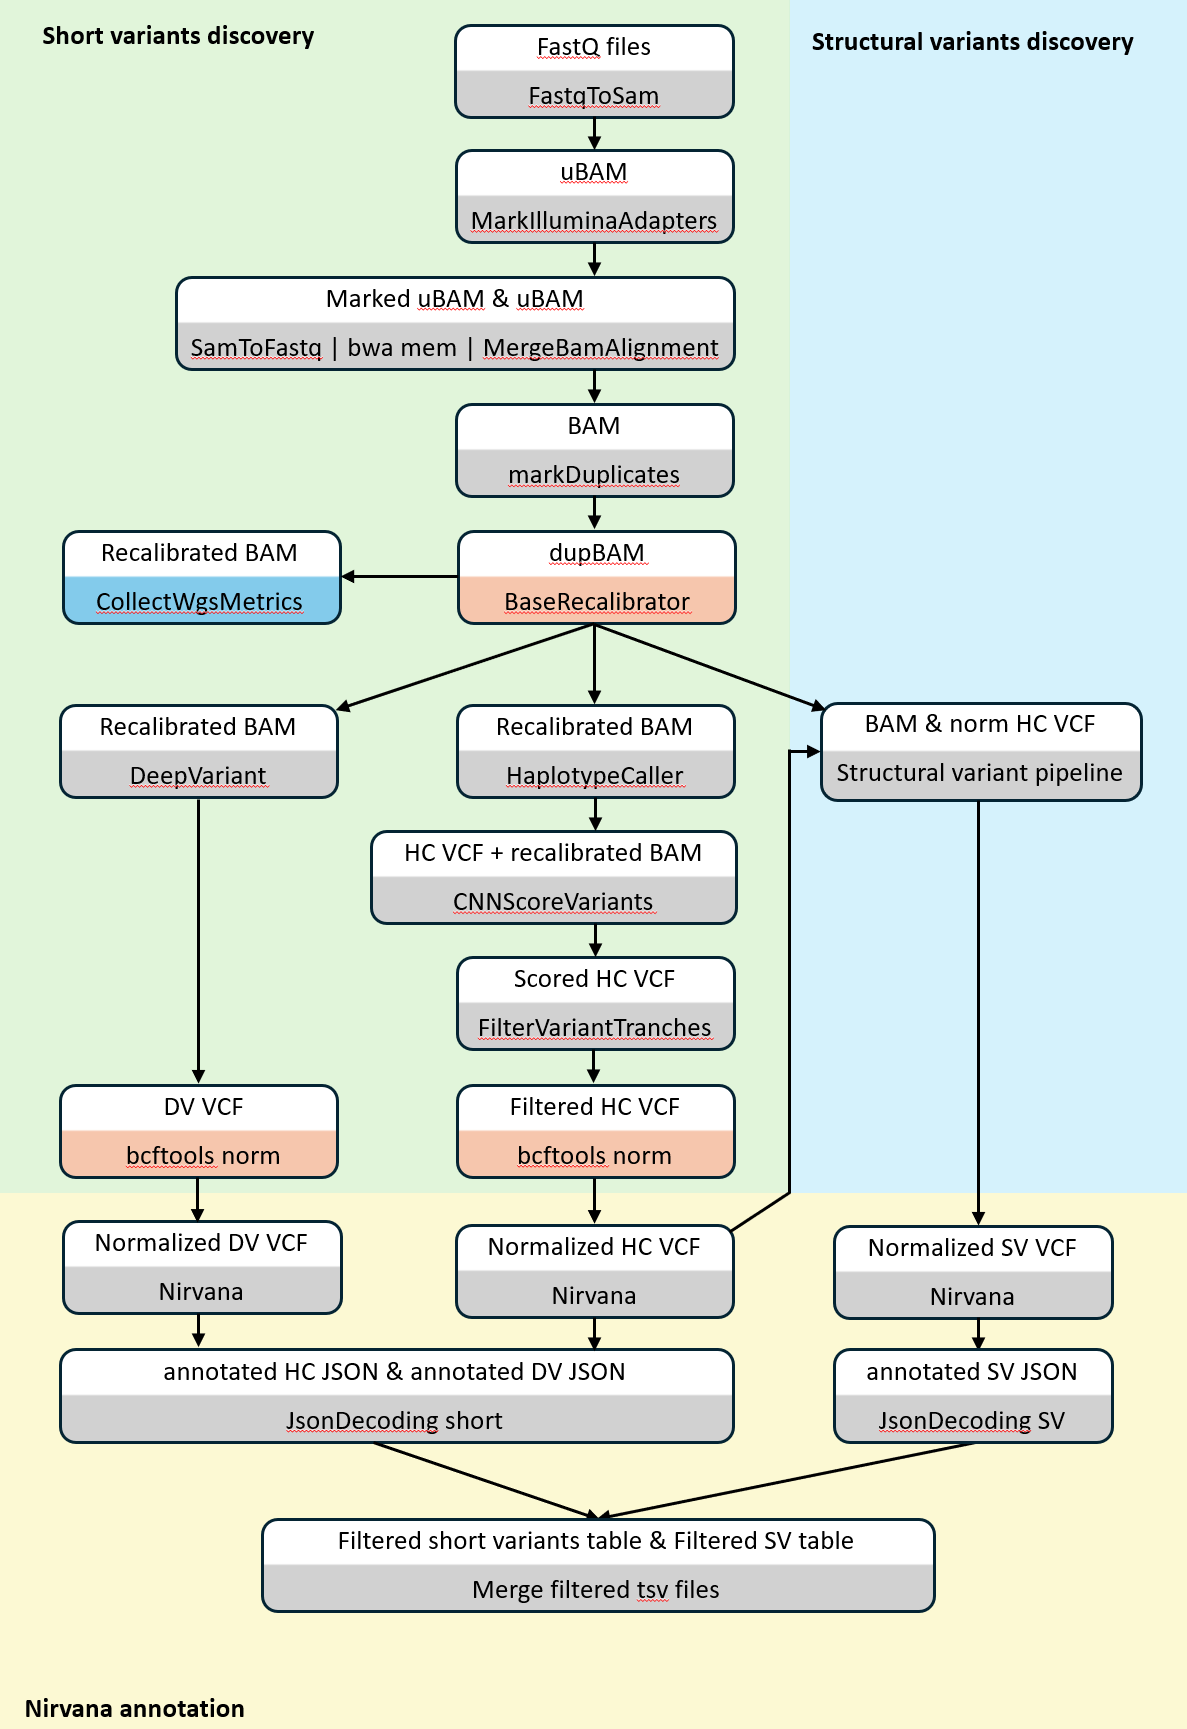 Short variants discovery
Structural variants discovery
FastQ files
FastqToSam
uBAM
MarkIlluminaAdapters
Marked uBAM & uBAM
SamToFastq | bwa mem | MergeBamAlignment
BAM
markDuplicates
Recalibrated BAM
CollectWgsMetrics
dupBAM
BaseRecalibrator
Recalibrated BAM
DeepVariant
Recalibrated BAM
HaplotypeCaller
BAM & norm HC VCF
Structural variant pipeline
HC VCF + recalibrated BAM
CNNScoreVariants
Scored HC VCF
FilterVariantTranches
DV VCF
bcftools norm
Filtered HC VCF
bcftools norm
Normalized DV VCF
Nirvana
Normalized HC VCF
Nirvana
Normalized SV VCF
Nirvana
annotated HC JSON & annotated DV JSON
JsonDecoding short
annotated SV JSON
JsonDecoding SV
Filtered short variants table & Filtered SV table
Merge filtered tsv files
Nirvana annotation